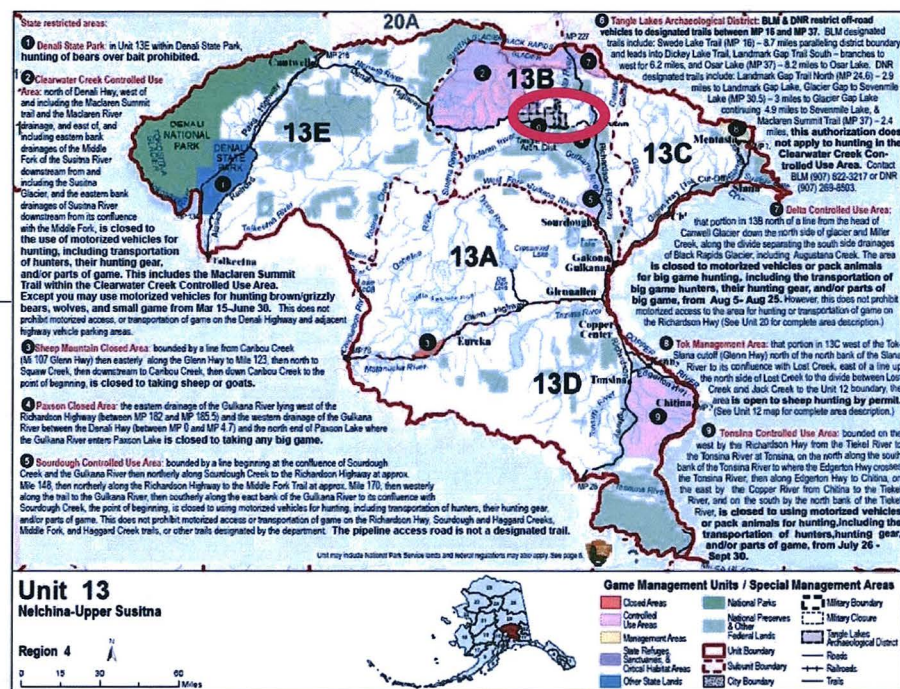 State restricted areas:
1 Denali State Park: in Unit 13E within Denali State Park,
hunting of bears over bait prohibited.
2 Clearwater Creek Controlled Use
Area: north of Denali Hwy, west of
and including the Maclaren Summit
trail and the Maclaren River
drainage, and east of, and
including eastern bank
drainages of the Middle
Fork of the Susitna River
downstream from and
including the Susitna
Glacier, and the eastern bank
drainages of Susitna River
downstream from its confluence
with the Middle Fork, is closed to
the use of motorized vehicles for
hunting, including transportation
of hunters, their hunting gear,
and/or parts of game. This includes the Maclaren Summit
Trail within the Clearwater Creek Controlled Use Area.
Except you may use motorized vehicles for hunting brown/grizzly
bears, wolves, and small game from Mar 15-June 30. This does not
prohibit motorized access, or transportation of game on the Denali Highway and adjacent
highway vehicle parking areas.
3 Sheep Mountain Closed Area: bounded by a line from Caribou Creek
(Mi 107 Glenn Hwy) then easterly along the Glenn Hwy to Mile 123, then north to
Squaw Creek, then downstream to Caribou Creek, then down Caribou Creek to the
point of beginning, is closed to taking sheep or goats.
4 Paxson Closed Area: the eastern drainage of the Gulkana River lying west of the
Richardson Highway (between MP 182 and MP 185.5) and the western drainage of the Gulkana
River between the Denali Hwy (between MP 0 and MP 4.7) and the north end of Paxson Lake where
the Gulkana River enters Paxson Lake is closed to taking any big game.
5 Sourdough Controlled Use Area: bounded by a line beginning at the confluence of Sourdough
Creek and the Gulkana River then northerly along Sourdough Creek to the Richardson Highway at approx.
Mile 148, then northerly along the Richardson Highway to the Middle Fork Trail at approx. Mile 170, then westerly
along the trail to the Gulkana River, then southerly along the east bank of the Gulkana River to its confluence with
Sourdough Creek, the point of beginning, is closed to using motorized vehicles for hunting, including transportation of hunters, their hunting gear,
and/or parts of game. This does not prohibit motorized access or transportation of game on the Richardson Hwy, Sourdough and Haggard Creeks,
Middle Fork, and Haggard Creek trails, or other trails designated by the department. The pipeline access road is not a designated trail.
6 Tangle Lakes Archaeological District: BLM & DNR restrict off-road
vehicles to designated trails between MP 16 and MP 37. BLM designated
trails include: Swede Lake Trail (MP 16) – 8.7 miles paralleling district boundary
and leads into Dickey Lake Trail, Landmark Gap Trail South – branches to
west for 6.2 miles, and Osar Lake (MP 37) – 8.2 miles to Osar Lake. DNR
designated trails include: Landmark Gap Trail North (MP 24.6) – 2.9
miles to Landmark Gap Lake, Glacier Gap to Sevenmile
Lake (MP 30.5) – 3 miles to Glacier Gap Lake
continuing 4.9 miles to Sevenmile Lake, &
Maclaren Summit Trail (MP 37) – 2.4
miles, this authorization does
not apply to hunting in the
Clearwater Creek Con-
trolled Use Area. Contact
BLM (907) 822-3217 or DNR
(907) 269-8503.
7 Delta Controlled Use Area:
that portion in 13B north of a line from the head of
Canwell Glacier down the north side of glacier and Miller
Creek, along the divide separating the south side drainages
of Black Rapids Glacier, including Augustana Creek. The area
is closed to motorized vehicles or pack animals
for big game hunting, including the transportation of
big game hunters, their hunting gear, and/or parts of
big game, from Aug 5- Aug 25. However, this does not prohibit
motorized access to the area for hunting or transportation of game on
the Richardson Hwy (See Unit 20 for complete area description.)
8 Tok Management Area: that portion in 13C west of the Tok-
Slana cutoff (Glenn Hwy) north of the north bank of the Slana
River to its confluence with Lost Creek, east of a line up
the north side of Lost Creek to the divide between Lost
Creek and Jack Creek to the Unit 12 boundary, the
area is open to sheep hunting by permit.
(See Unit 12 map for complete area description.)
9 Tonsina Controlled Use Area: bounded on the
west by the Richardson Hwy from the Tiekel River to
the Tonsina River at Tonsina, on the north along the south
bank of the Tonsina River to where the Edgerton Hwy crosses
the Tonsina River, then along Edgerton Hwy to Chitina, on
the east by the Copper River from Chitina to the Tiekel
River, and on the south by the north bank of the Tiekel
River, is closed to using motorized vehicles
or pack animals for hunting,including the
transportation of hunters,hunting gear,
and/or parts of game, from July 26 -
Sept 30.
20A
MP 216
MP 227
Cantwell
13B
13E
13C
13A
13D
DENALI
NATIONAL
PARK
DENALI
STATE
PARK
Parks Highway
Mentasta
Slana
Sourdough
Gakona
Gulkana
Glennallen
Talkeetna
Eureka
Copper
Center
Tonsina
Chitina
Matanuska River
Unit may include National Park Service lands and federal regulations may also apply. See page 8.
Unit 13
Nelchina-Upper Susitna
Region 4
N
0 15 30 60
Miles
Game Management Units / Special Management Areas
Closed Areas
Controlled
Use Areas
Management Areas
State Refuges,
Sanctuaries, &
Critical Habitat Areas
Other State Lands
National Parks
National Preserves
& Other
Federal Lands
Unit Boundary
Subunit Boundary
City Boundary
Military Boundary
Military Closure
Tangle Lakes
Archaeological District
Roads
Railroads
Trails